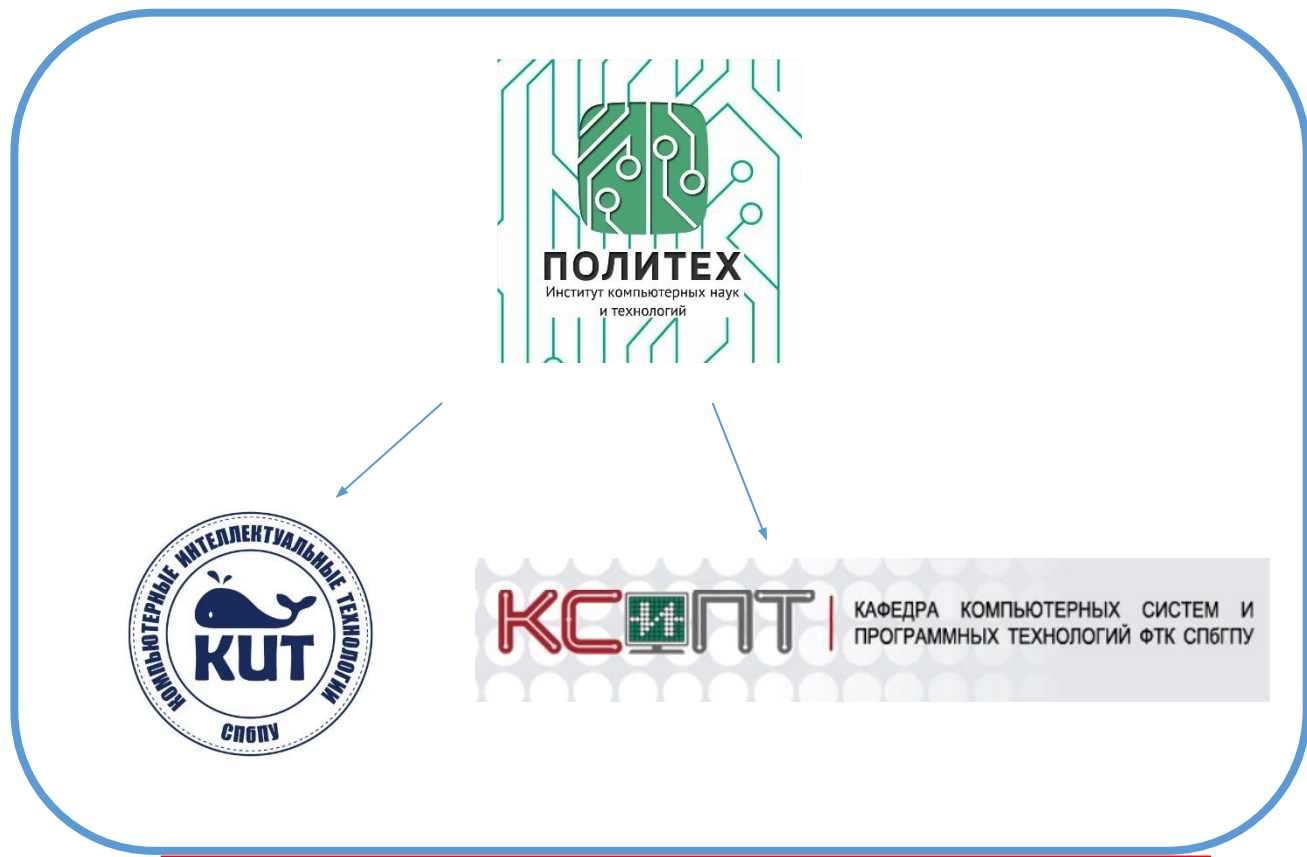 ПОЛИТЕХ
Институт компьютерных наук
и технологий
КОМПЬЮТЕРНЫЕ ИНТЕЛЛЕКТУАЛЬНЫЕ ТЕХНОЛОГИИ
КИТ
СПбПУ
КСИПТ
КАФЕДРА КОМПЬЮТЕРНЫХ СИСТЕМ И
ПРОГРАММНЫХ ТЕХНОЛОГИЙ ФТК СПбГПУ